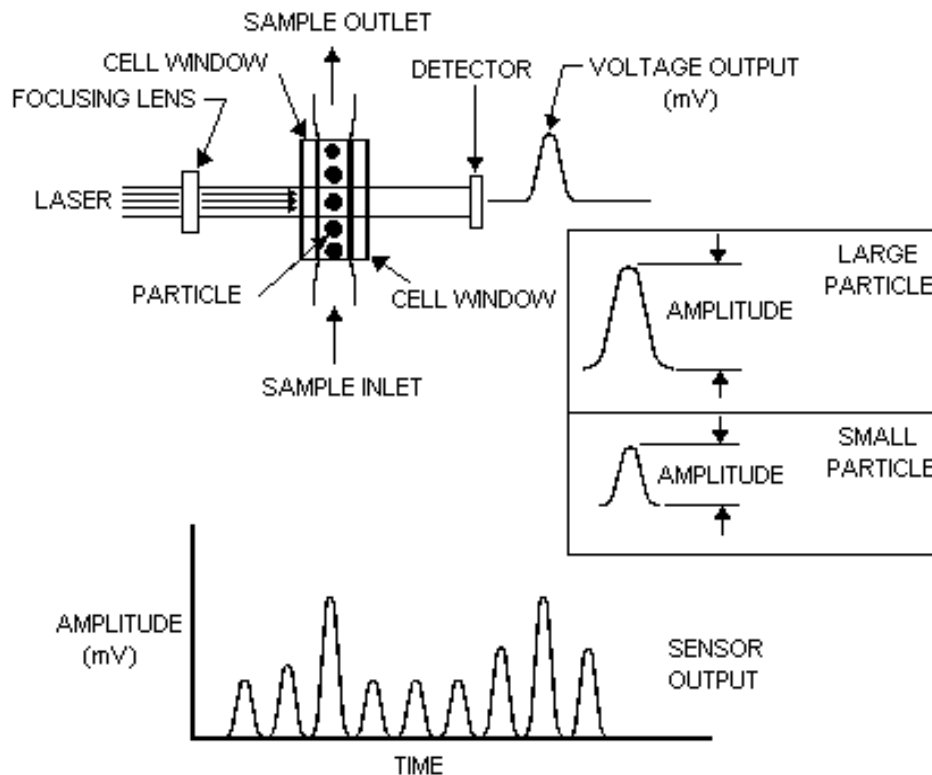 SAMPLE OUTLET
CELL WINDOW
FOCUSING LENS
DETECTOR
VOLTAGE OUTPUT
(mV)
LASER
PARTICLE
CELL WINDOW
SAMPLE INLET
LARGE
PARTICLE
AMPLITUDE
SMALL
PARTICLE
AMPLITUDE
AMPLITUDE
(mV)
SENSOR
OUTPUT
TIME